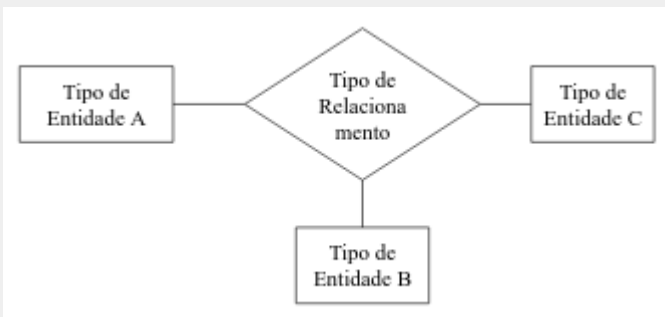 Tipo de
Entidade A
Tipo de
Relaciona
mento
Tipo de
Entidade C
Tipo de
Entidade B